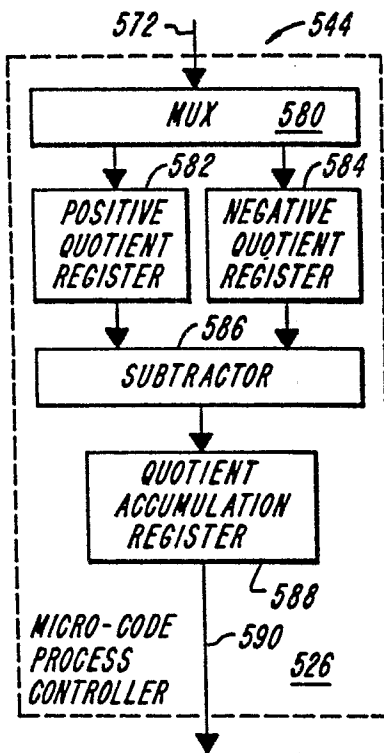 572
544
MUX 580
582
584
POSITIVE
QUOTIENT
REGISTER
NEGATIVE
QUOTIENT
REGISTER
586
SUBTRACTOR
QUOTIENT
ACCUMULATION
REGISTER
588
MICRO-CODE
PROCESS
CONTROLLER
590
526